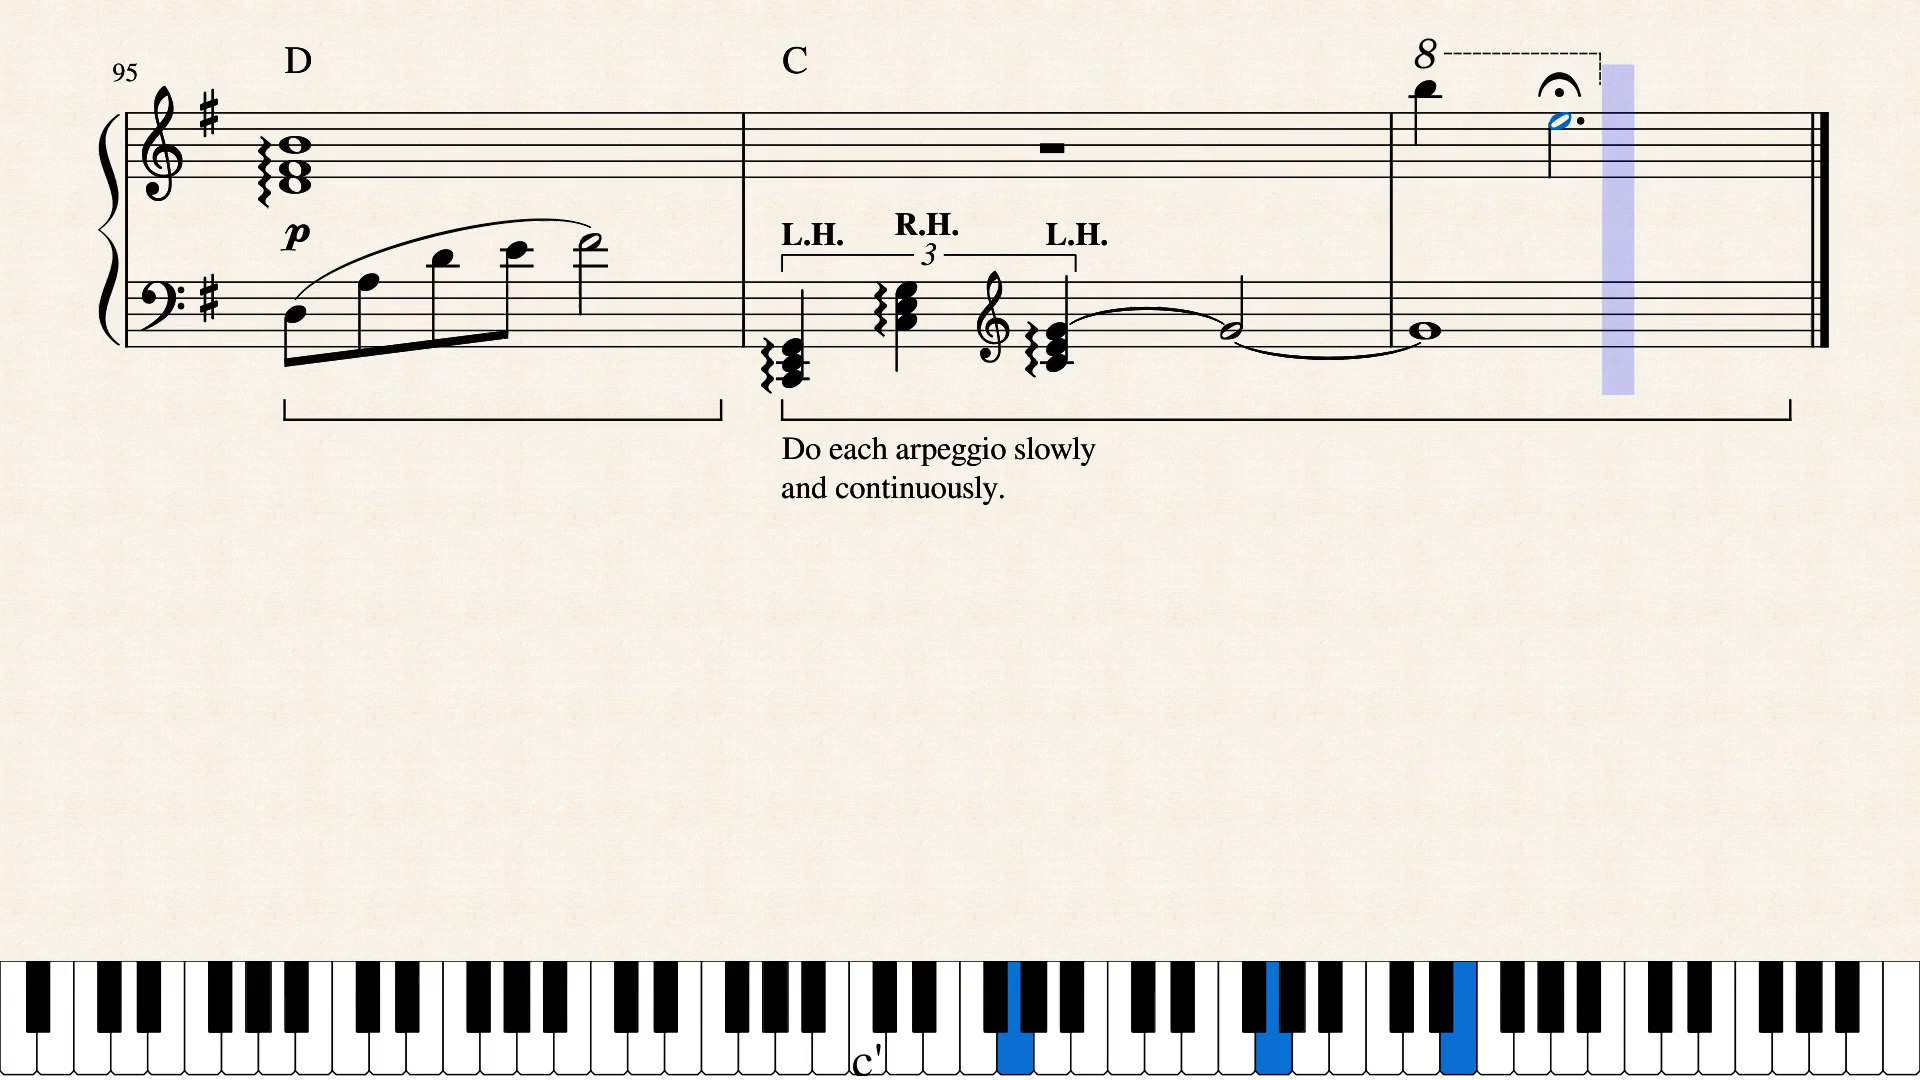 95
D
C
8
p
L.H.
R.H.
L.H.
3
Do each arpeggio slowly
and continuously.
c'